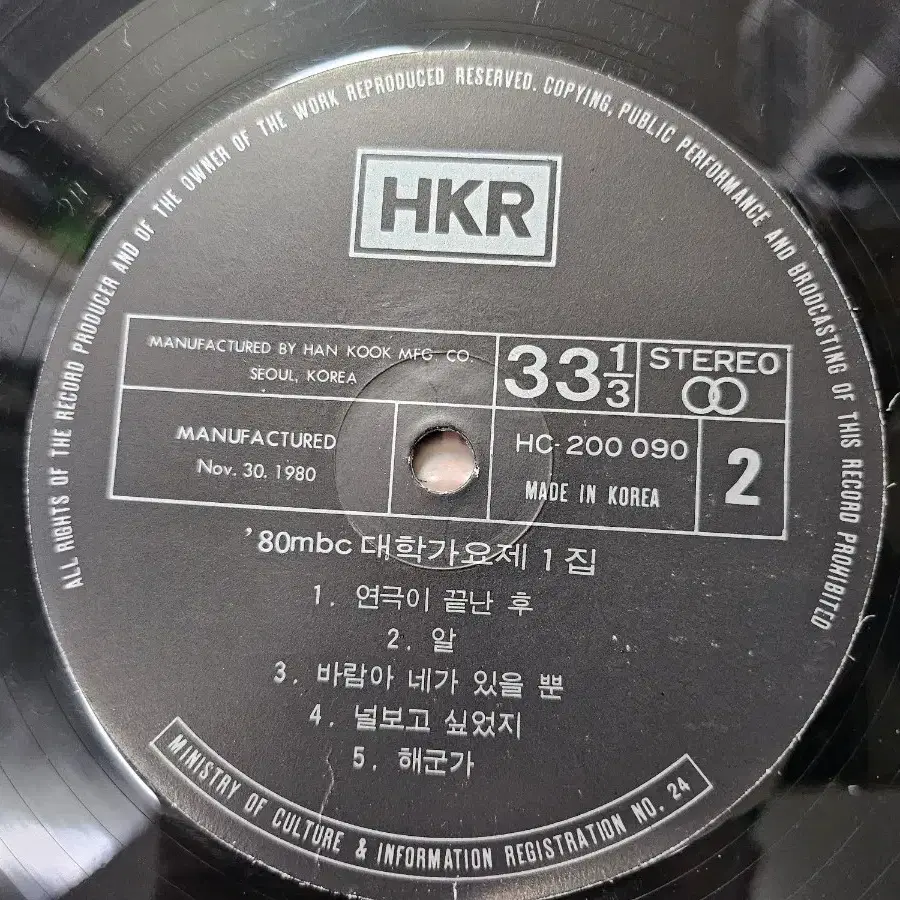 ALL RIGHTS OF THE RECORD PRODUCER AND OF THE OWNER OF THE WORK REPRODUCED RESERVED. COPYING, PUBLIC PERFORMANCE AND BRODCASTING OF THIS RECORD PROHIBITED
HKR
MANUFACTURED BY HAN KOOK MFG. CO.
SEOUL, KOREA
33 1/3
STEREO
MANUFACTURED
Nov. 30. 1980
HC- 200 090
MADE IN KOREA
2
'80mbc 대학가요제 1 집
1. 연극이 끝난 후
2. 알
3. 바람아 네가 있을 뿐
4. 널보고 싶었지
5. 해군가
MINISTRY OF CULTURE & INFORMATION REGISTRATION NO. 24